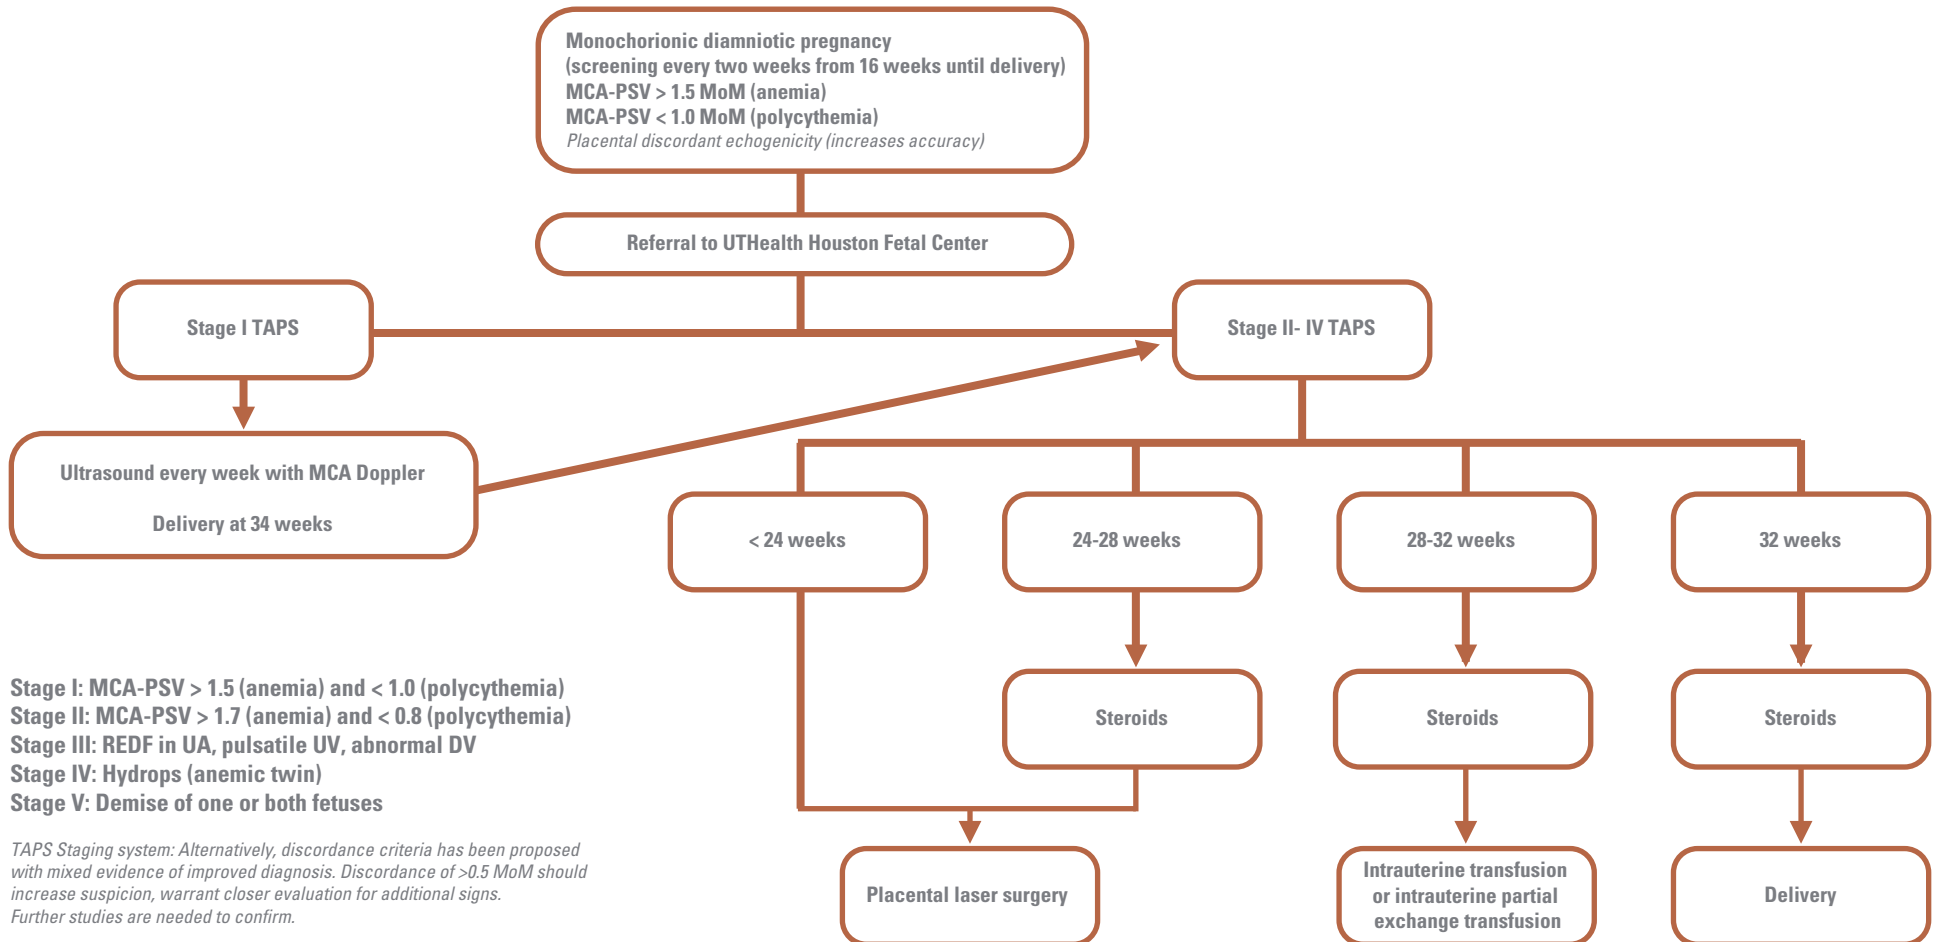 Monochorionic diamniotic pregnancy
(screening every two weeks from 16 weeks until delivery)
MCA-PSV > 1.5 MoM (anemia)
MCA-PSV < 1.0 MoM (polycythemia)
Placental discordant echogenicity (increases accuracy)
Referral to UTHealth Houston Fetal Center
Stage I TAPS
Stage II- IV TAPS
Ultrasound every week with MCA Doppler
Delivery at 34 weeks
< 24 weeks
24-28 weeks
28-32 weeks
32 weeks
Steroids
Steroids
Steroids
Placental laser surgery
Intrauterine transfusion
or intrauterine partial
exchange transfusion
Delivery
Stage I: MCA-PSV > 1.5 (anemia) and < 1.0 (polycythemia)
Stage II: MCA-PSV > 1.7 (anemia) and < 0.8 (polycythemia)
Stage III: REDF in UA, pulsatile UV, abnormal DV
Stage IV: Hydrops (anemic twin)
Stage V: Demise of one or both fetuses
TAPS Staging system: Alternatively, discordance criteria has been proposed
with mixed evidence of improved diagnosis. Discordance of >0.5 MoM should
increase suspicion, warrant closer evaluation for additional signs.
Further studies are needed to confirm.